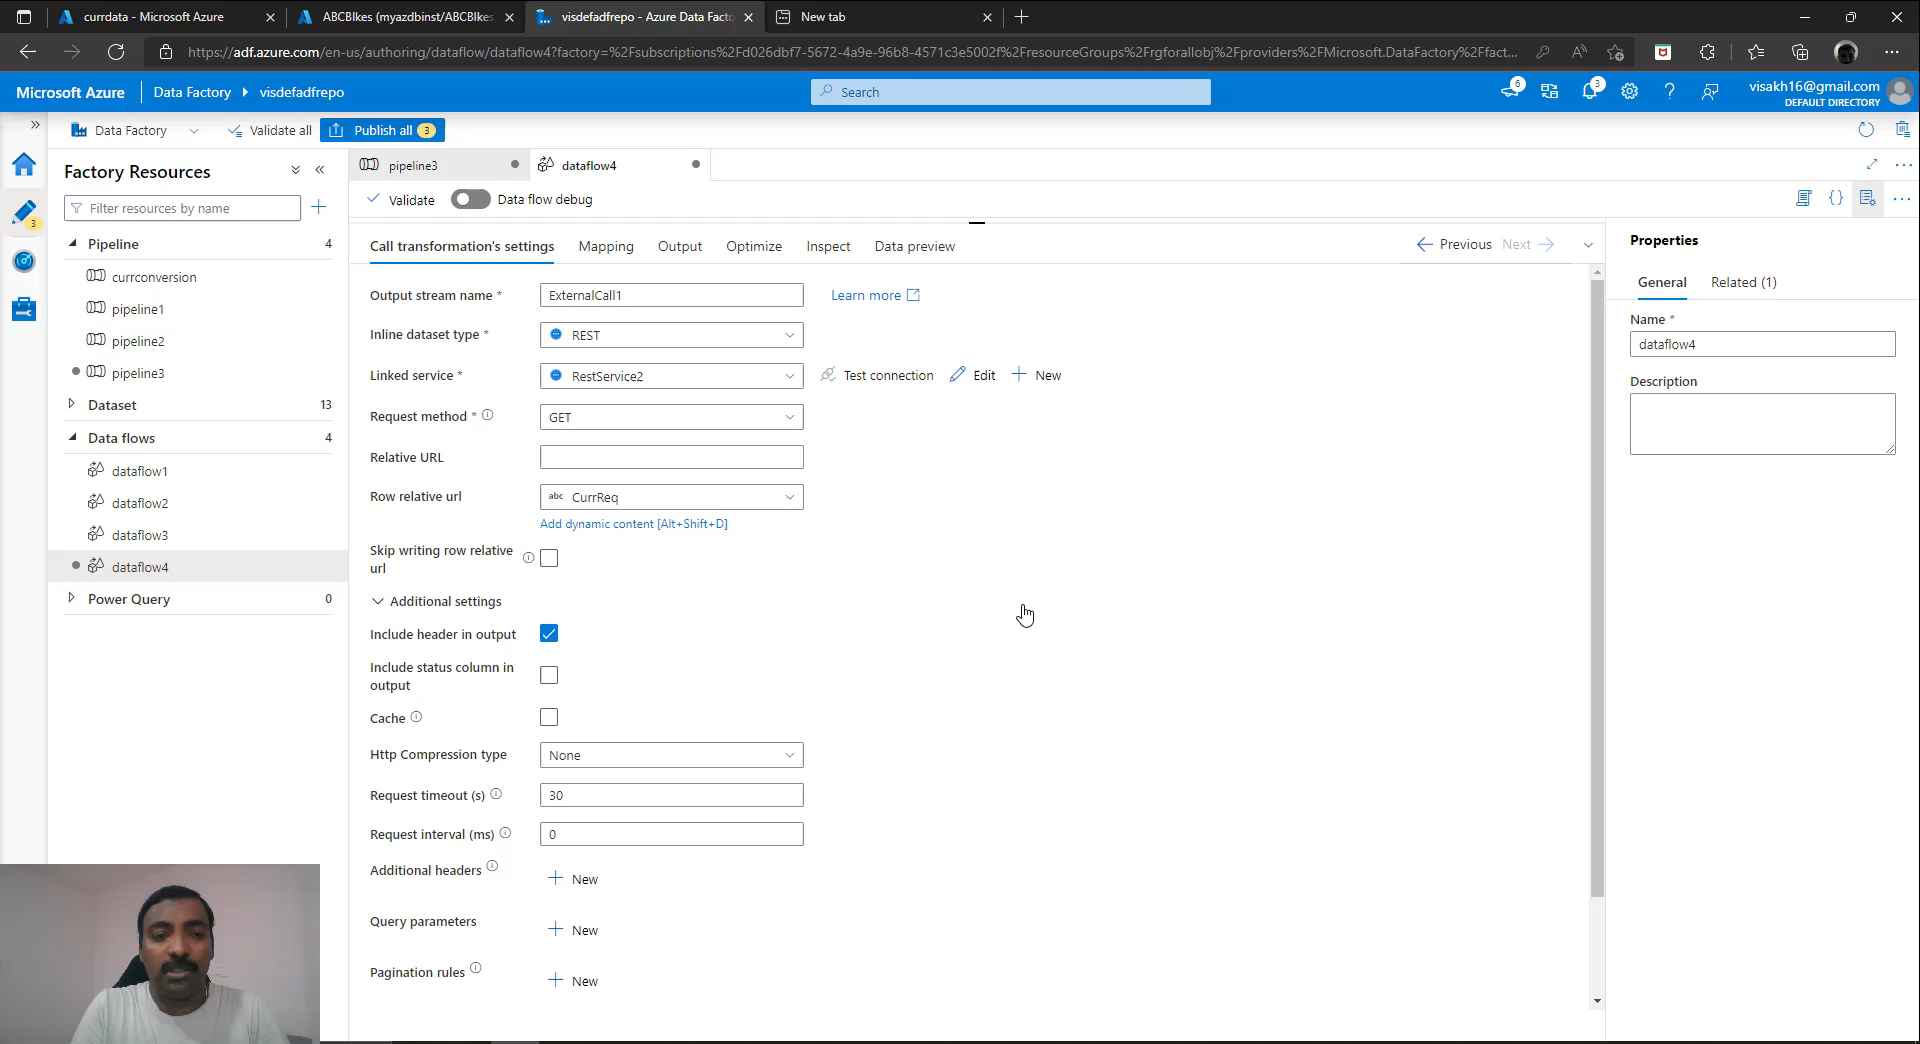 currdata - Microsoft Azure
ABCBIkes (myazdbinst/ABCBIkes
visdefadfrepo - Azure Data Facto
New tab
https://adf.azure.com/en-us/authoring/dataflow/dataflow4?factory=%2Fsubscriptions%2Fd026dbf7-5672-4a9e-96b8-4571c3e5002f%2FresourceGroups%2Frgforallobj%2Fproviders%2FMicrosoft.DataFactory%2Ffact...
Microsoft Azure
Data Factory
visdefadfrepo
Search
6
3
visakh16@gmail.com
DEFAULT DIRECTORY
Data Factory
Validate all
Publish all 3
Factory Resources
Filter resources by name
3
Pipeline 4
currconversion
pipeline1
pipeline2
pipeline3
Dataset 13
Data flows 4
dataflow1
dataflow2
dataflow3
dataflow4
Power Query 0
pipeline3
dataflow4
Validate
Data flow debug
Call transformation's settings
Mapping
Output
Optimize
Inspect
Data preview
Previous
Next
Output stream name *
ExternalCall1
Learn more
Inline dataset type *
REST
Linked service *
RestService2
Test connection
Edit
New
Request method *
GET
Relative URL
Row relative url
abc CurrReq
Add dynamic content [Alt+Shift+D]
Skip writing row relative
url
Additional settings
Include header in output
Include status column in
output
Cache
Http Compression type
None
Request timeout (s)
30
Request interval (ms)
0
Additional headers
New
Query parameters
New
Pagination rules
New
Properties
General
Related (1)
Name *
dataflow4
Description